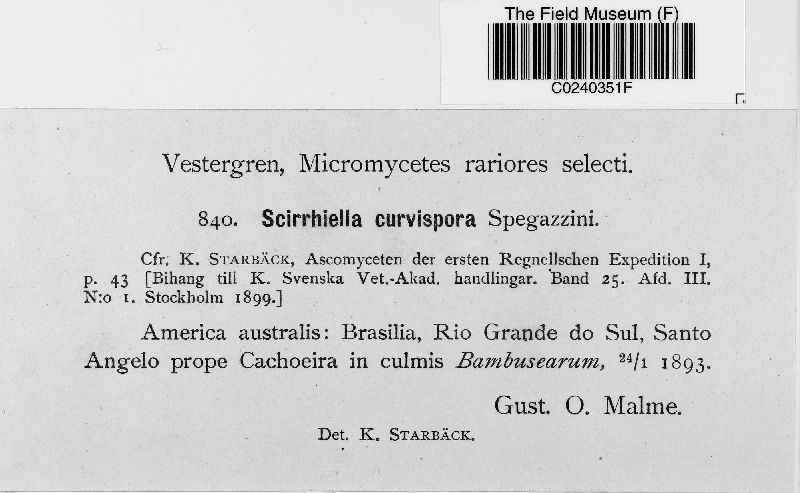 The Field Museum (F)
C0240351F
Vestergren, Micromycetes rariores selecti.
840. Scirrhiella curvispora Spegazzini.
Cfr. K. STARBÄCK, Ascomyceten der ersten Regnellschen Expedition I,
p. 43 [Bihang till K. Svenska Vet.-Akad. handlingar. Band 25. Afd. III.
N:o 1. Stockholm 1899.]
America australis: Brasilia, Rio Grande do Sul, Santo
Angelo prope Cachoeira in culmis Bambusearum, 24/1 1893.
Gust. O. Malme.
Det. K. STARBÄCK.